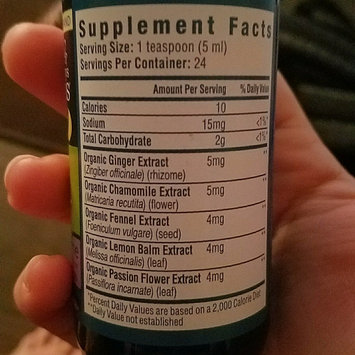 Supplement Facts
Serving Size: 1 teaspoon (5 ml)
Servings Per Container: 24
Amount Per Serving % Daily Value
Calories 10
Sodium 15mg <1%*
Total Carbohydrate 2g <1%*
Organic Ginger Extract 5mg **
(Zingiber officinale) (rhizome)
Organic Chamomile Extract 5mg **
(Matricaria recutita) (flower)
Organic Fennel Extract 4mg **
(Foeniculum vulgare) (seed)
Organic Lemon Balm Extract 4mg **
(Melissa officinalis) (leaf)
Organic Passion Flower Extract 4mg **
(Passiflora incarnate) (leaf)
*Percent Daily Values are based on a 2,000 Calorie Diet
**Daily Value not established